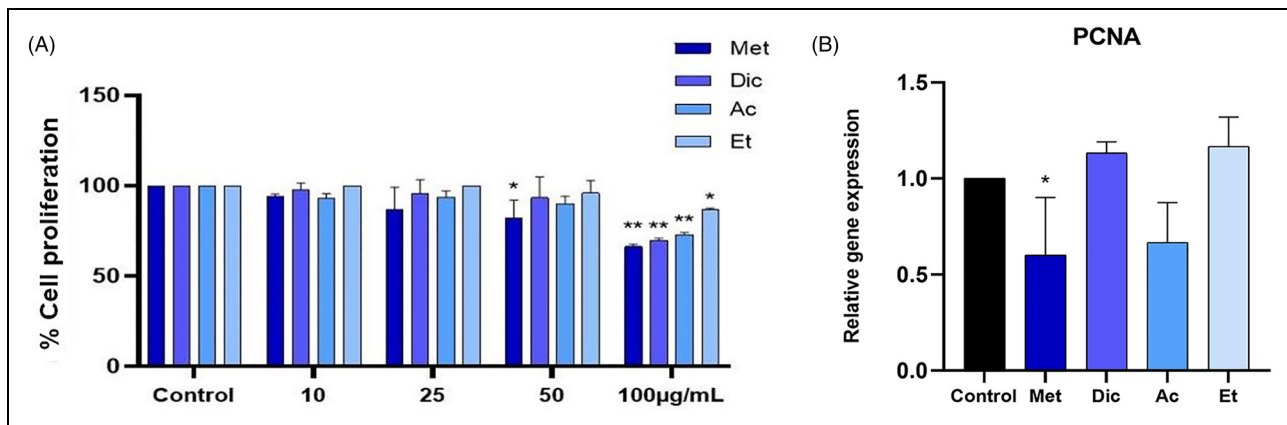 (A)
Met
Dic
Ac
Et
% Cell proliferation
150
100
50
0
*
** ** ** *
Control 10 25 50 100µg/mL
(B)
PCNA
Relative gene expression
1.5
1.0
0.5
0.0
*
Control Met Dic Ac Et